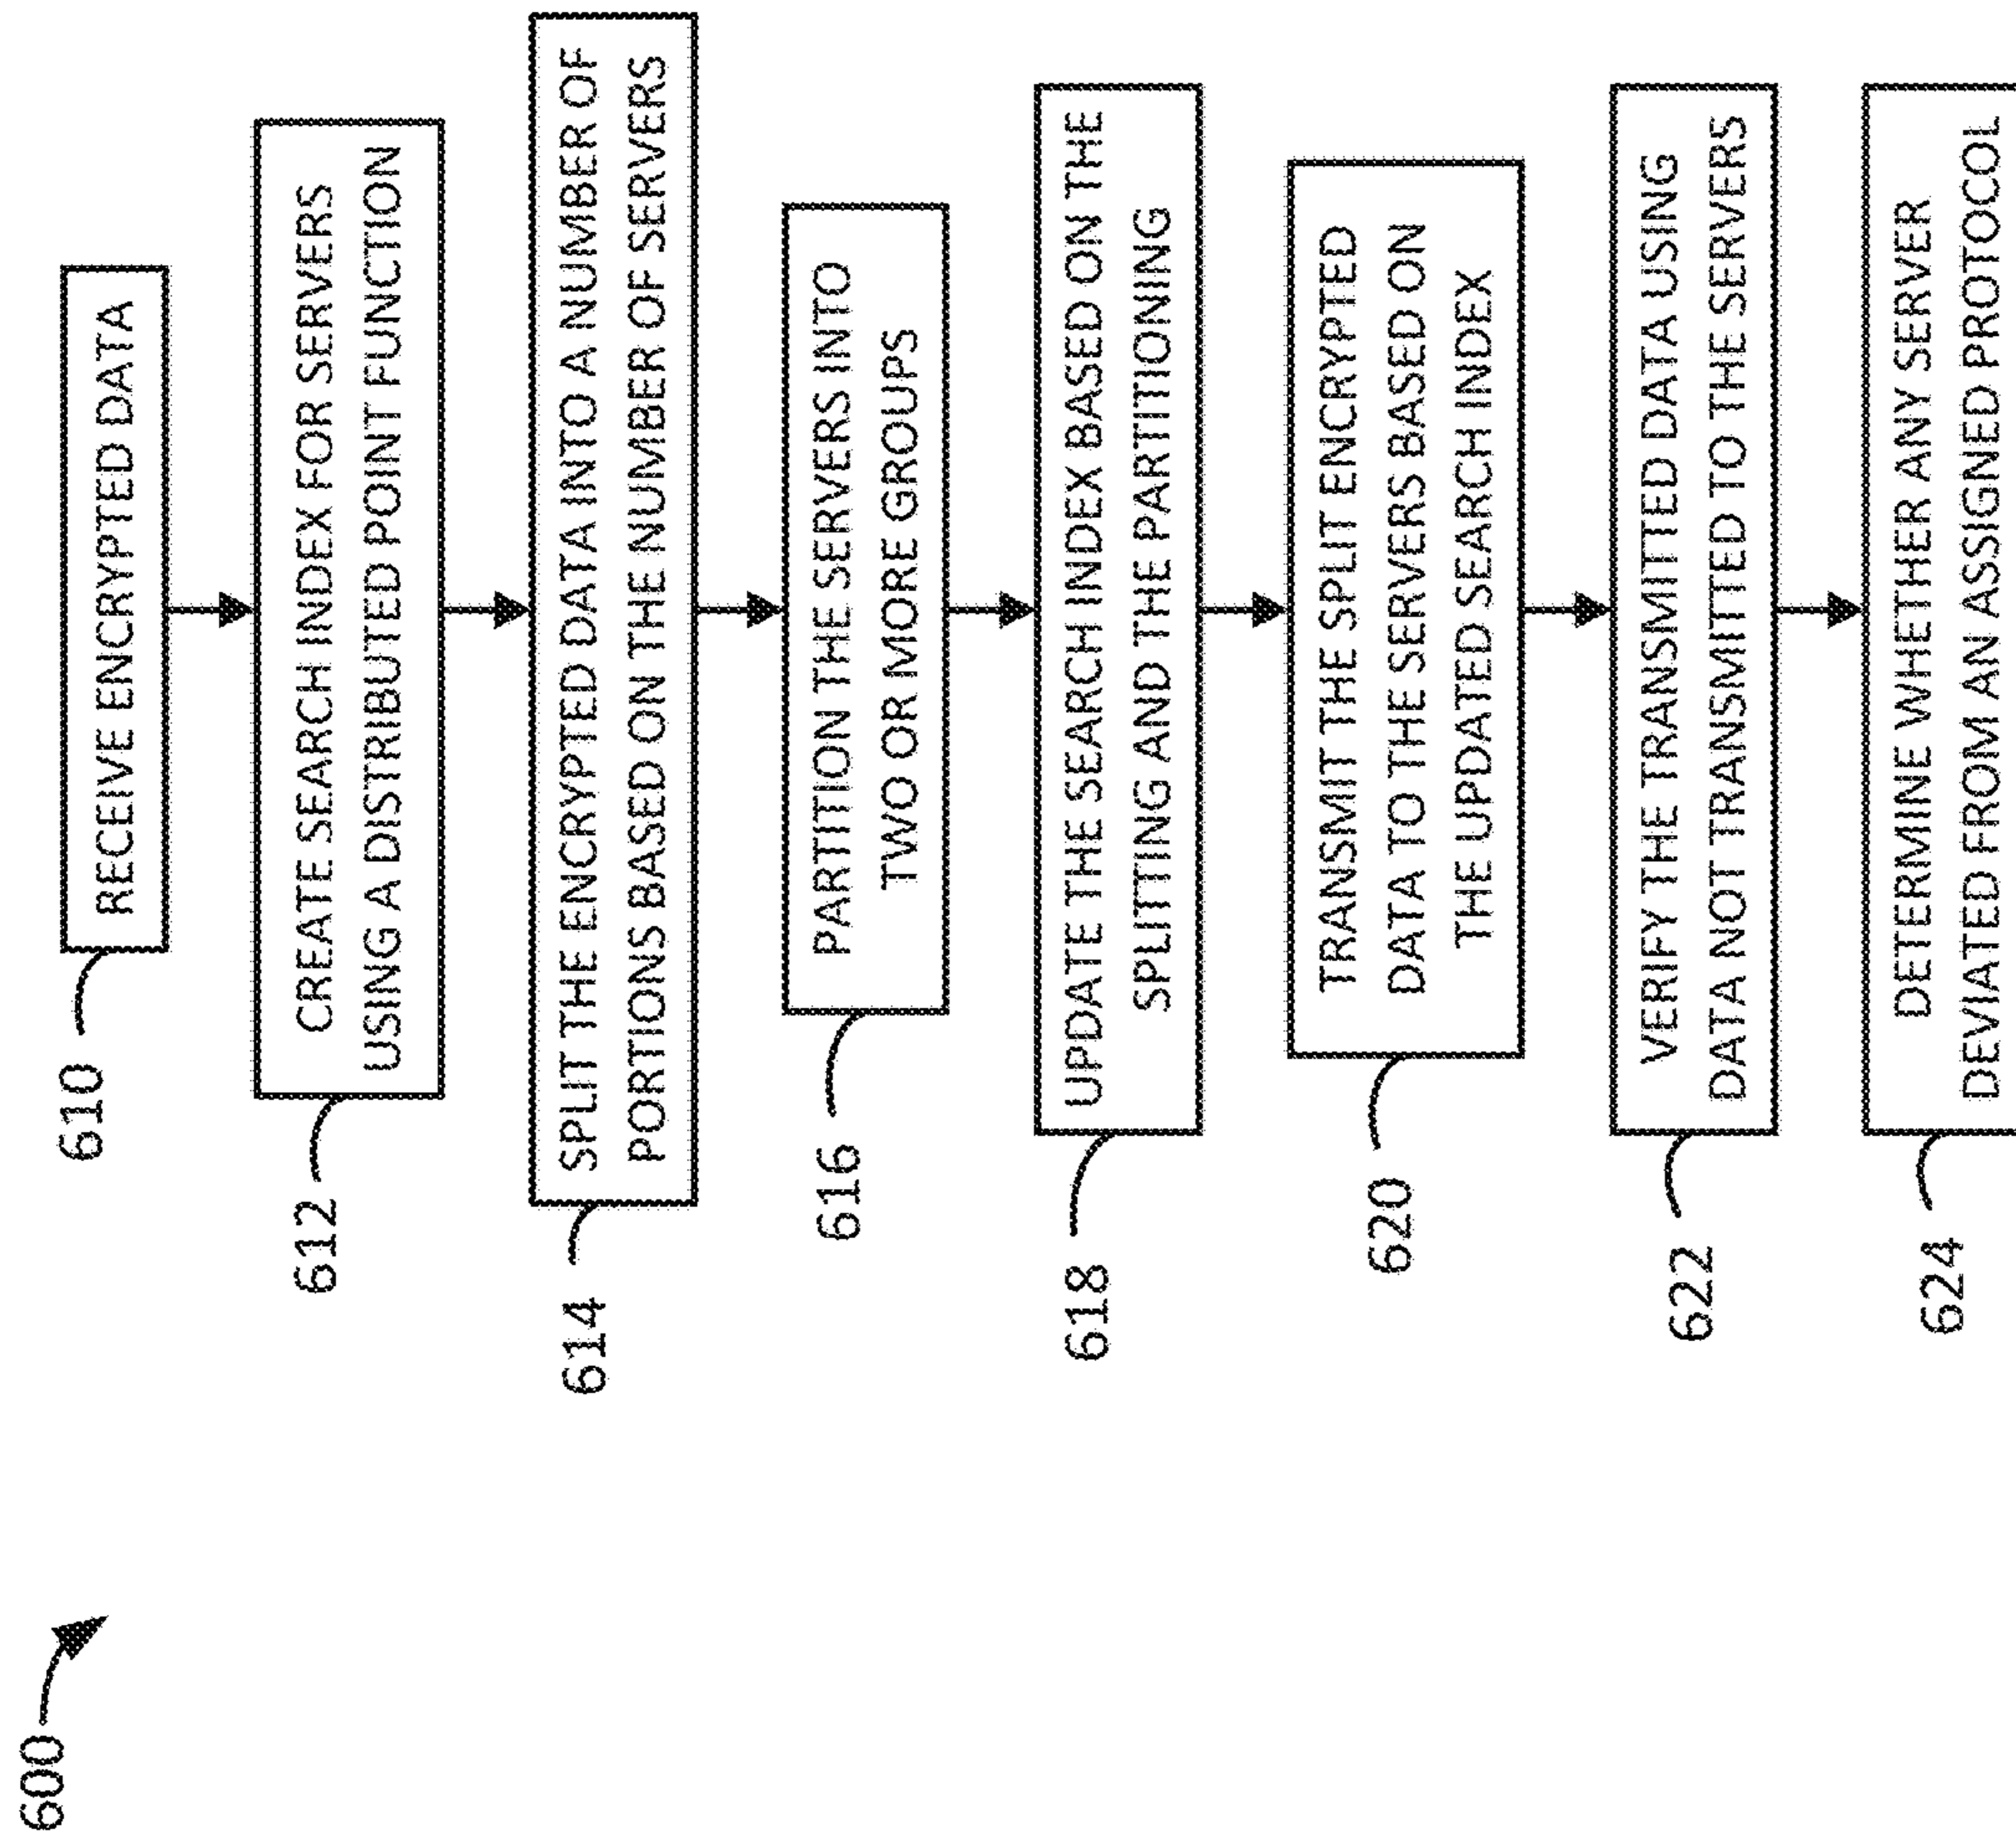 600
610
RECEIVE ENCRYPTED DATA
612
CREATE SEARCH INDEX FOR SERVERS
USING A DISTRIBUTED POINT FUNCTION
614
SPLIT THE ENCRYPTED DATA INTO A NUMBER OF
PORTIONS BASED ON THE NUMBER OF SERVERS
616
PARTITION THE SERVERS INTO
TWO OR MORE GROUPS
618
UPDATE THE SEARCH INDEX BASED ON THE
SPLITTING AND THE PARTITIONING
620
TRANSMIT THE SPLIT ENCRYPTED
DATA TO THE SERVERS BASED ON
THE UPDATED SEARCH INDEX
622
VERIFY THE TRANSMITTED DATA USING
DATA NOT TRANSMITTED TO THE SERVERS
624
DETERMINE WHETHER ANY SERVER
DEVIATED FROM AN ASSIGNED PROTOCOL